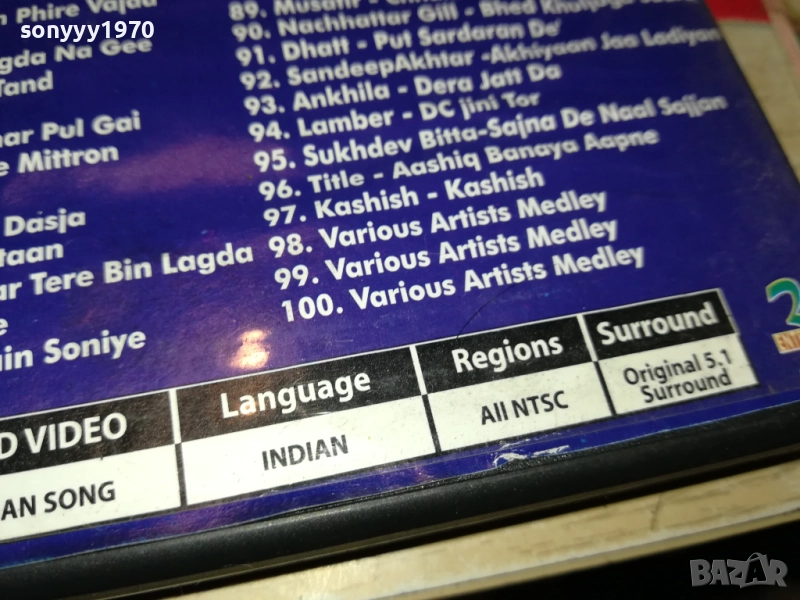 sonyyy1970
Phire Vajda
gda Na Gee
Tand
ar Pul Gai
e Mittron
Dasja
taan
ar Tere Bin Lagda
e
ain Soniye
89. Musafir -
90. Nachhattar Gill - Bhed Khuljuga
91. Dhatt - Put Sardaran De'
92. SandeepAkhtar -Akhiyaan Jaa Ladiyan
93. Ankhila - Dera Jatt Da
94. Lamber - DC jini Tor
95. Sukhdev Bitta-Sajna De Naal Sajjan
96. Title - Aashiq Banaya Aapne
97. Kashish - Kashish
98. Various Artists Medley
99. Various Artists Medley
100. Various Artists Medley
D VIDEO
Language
Regions
Surround
AN SONG
INDIAN
All NTSC
Original 5.1
Surround
BAZAR